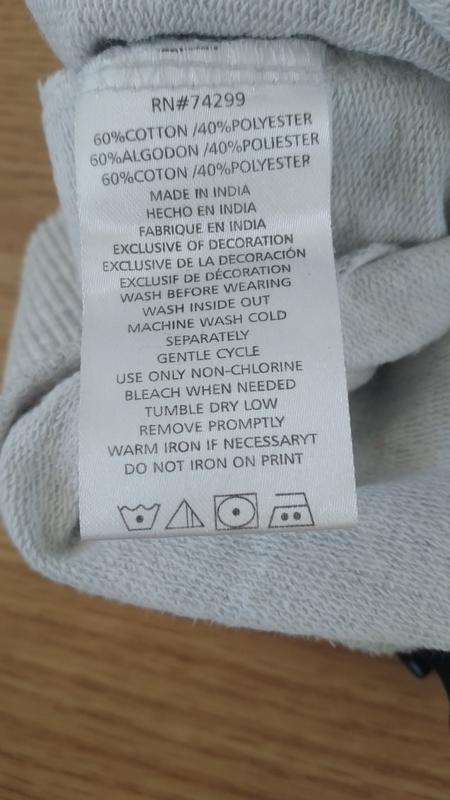 RN#74299
60%COTTON /40%POLYESTER
60%ALGODON /40%POLIESTER
60%COTON /40%POLYESTER
MADE IN INDIA
HECHO EN INDIA
FABRIQUE EN INDIA
EXCLUSIVE OF DECORATION
EXCLUSIVE DE LA DECORACIÓN
EXCLUSIF DE DÉCORATION
WASH BEFORE WEARING
WASH INSIDE OUT
MACHINE WASH COLD
SEPARATELY
GENTLE CYCLE
USE ONLY NON-CHLORINE
BLEACH WHEN NEEDED
TUMBLE DRY LOW
REMOVE PROMPTLY
WARM IRON IF NECESSARYT
DO NOT IRON ON PRINT